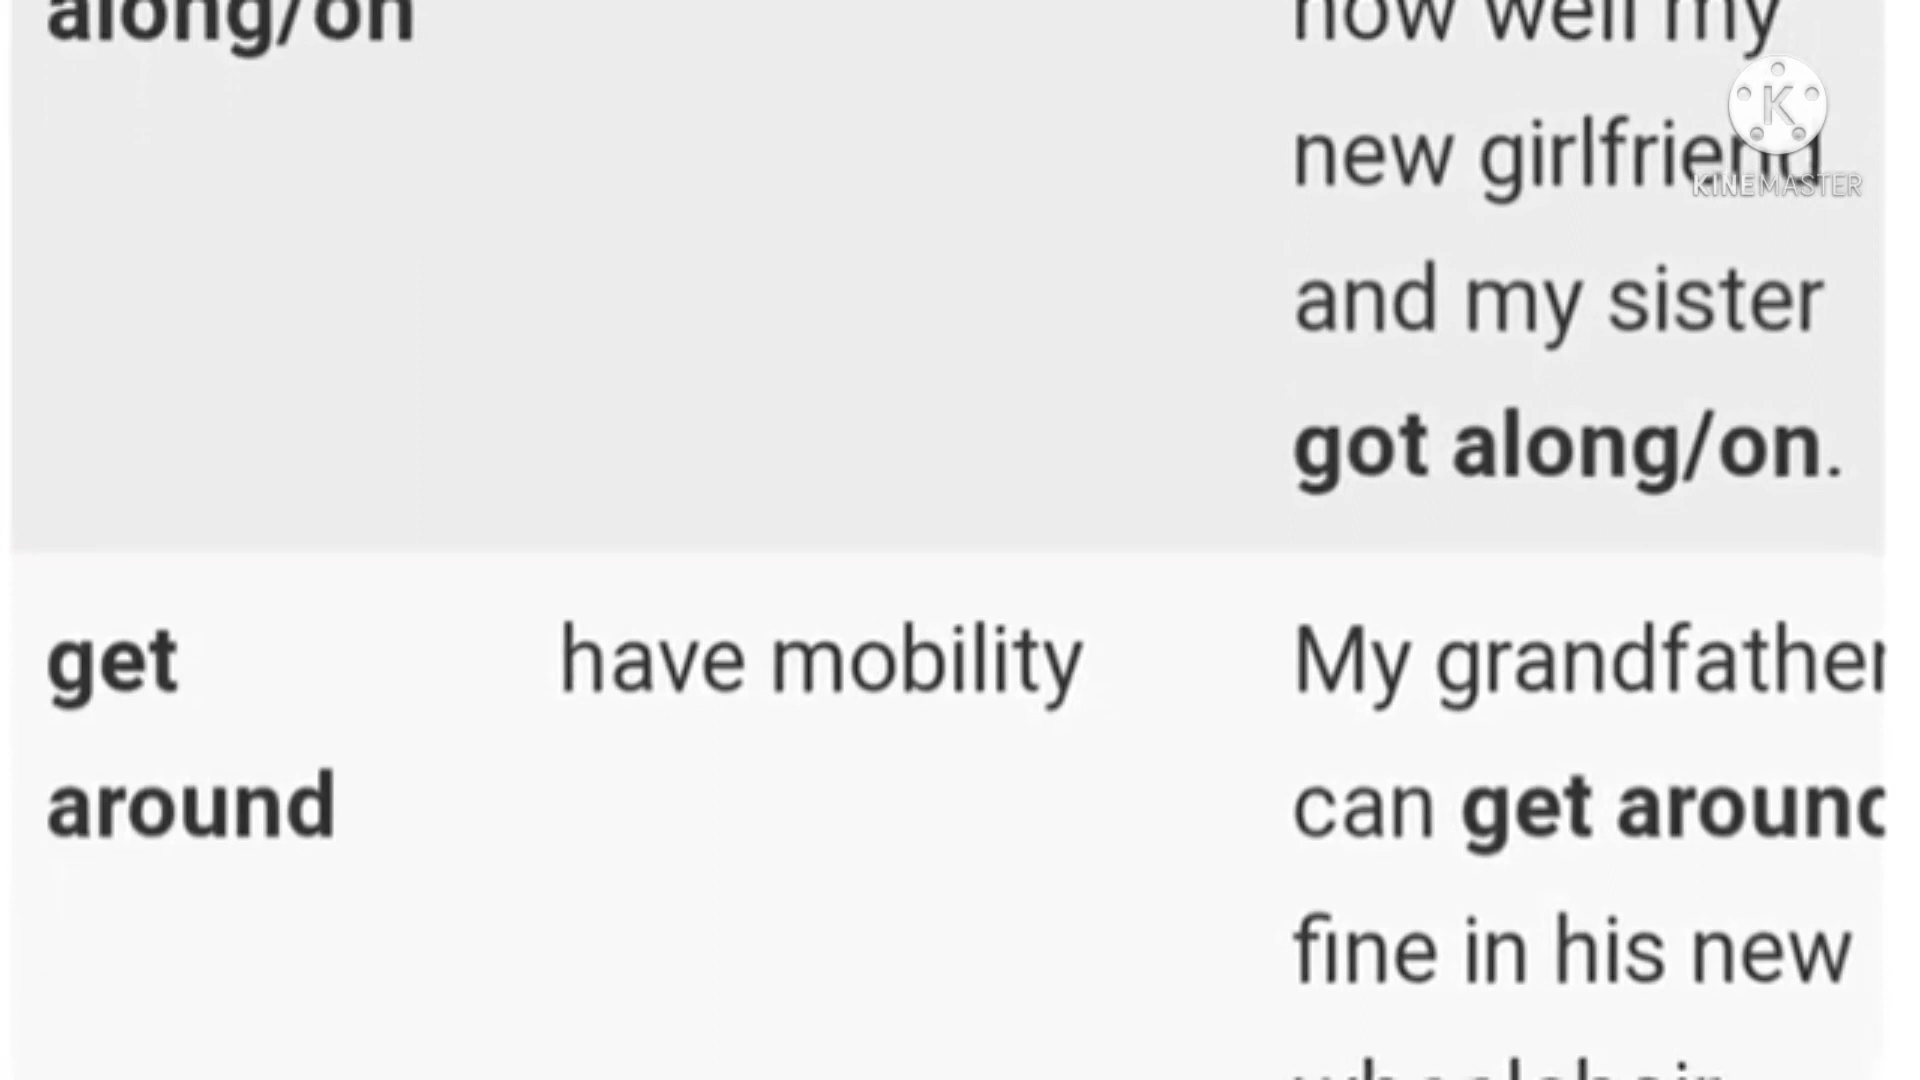 along/on
how well my
new girlfriend
and my sister
got along/on.
get
around
have mobility
My grandfather
can get around
fine in his new
wheelchair
KINEMASTER